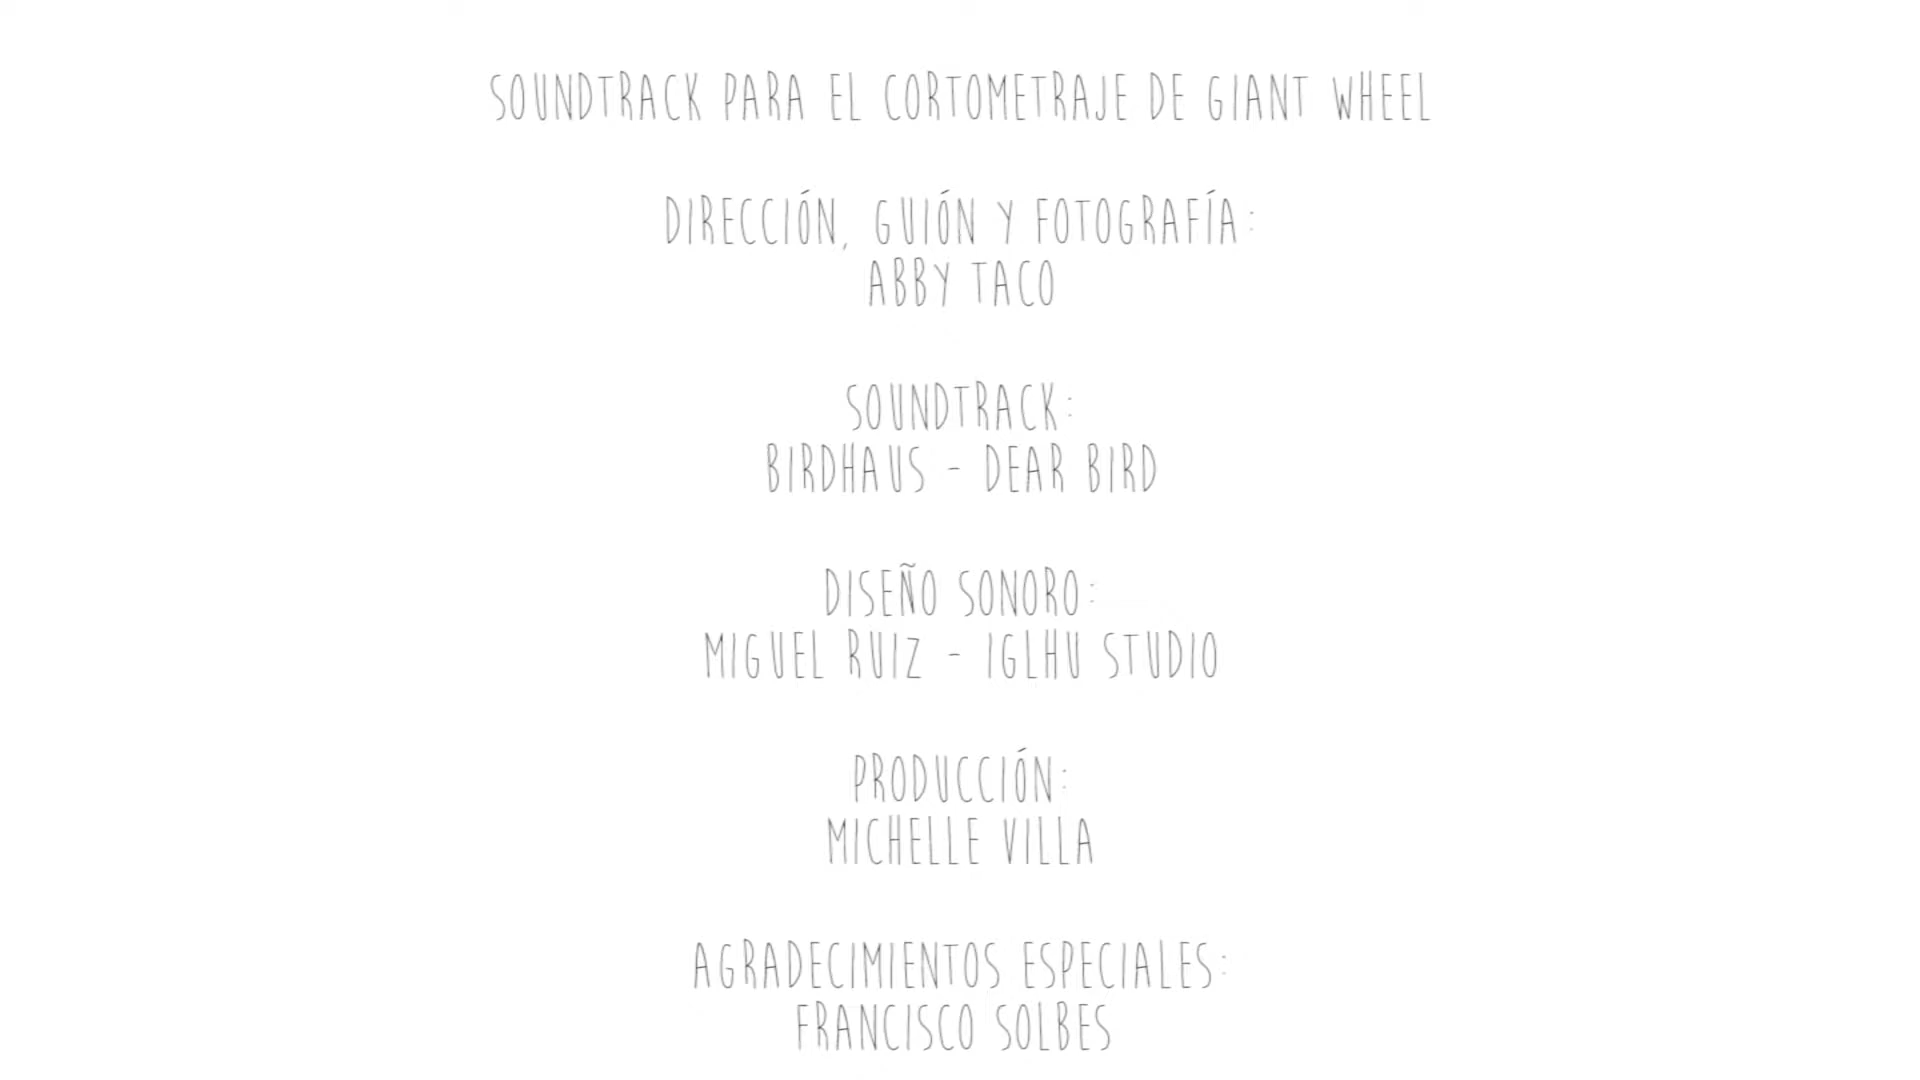 SOUNDTRACK PARA EL CORTOMETRAJE DE GIANT WHEEL
DIRECCIÓN, GUIÓN Y FOTOGRAFÍA:
ABBY TACO
SOUNDTRACK:
BIRDHAUS - DEAR BIRD
DISEÑO SONORO:
MIGUEL RUIZ - IGLHU STUDIO
PRODUCCIÓN:
MICHELLE VILLA
AGRADECIMIENTOS ESPECIALES:
FRANCISCO SOLBES